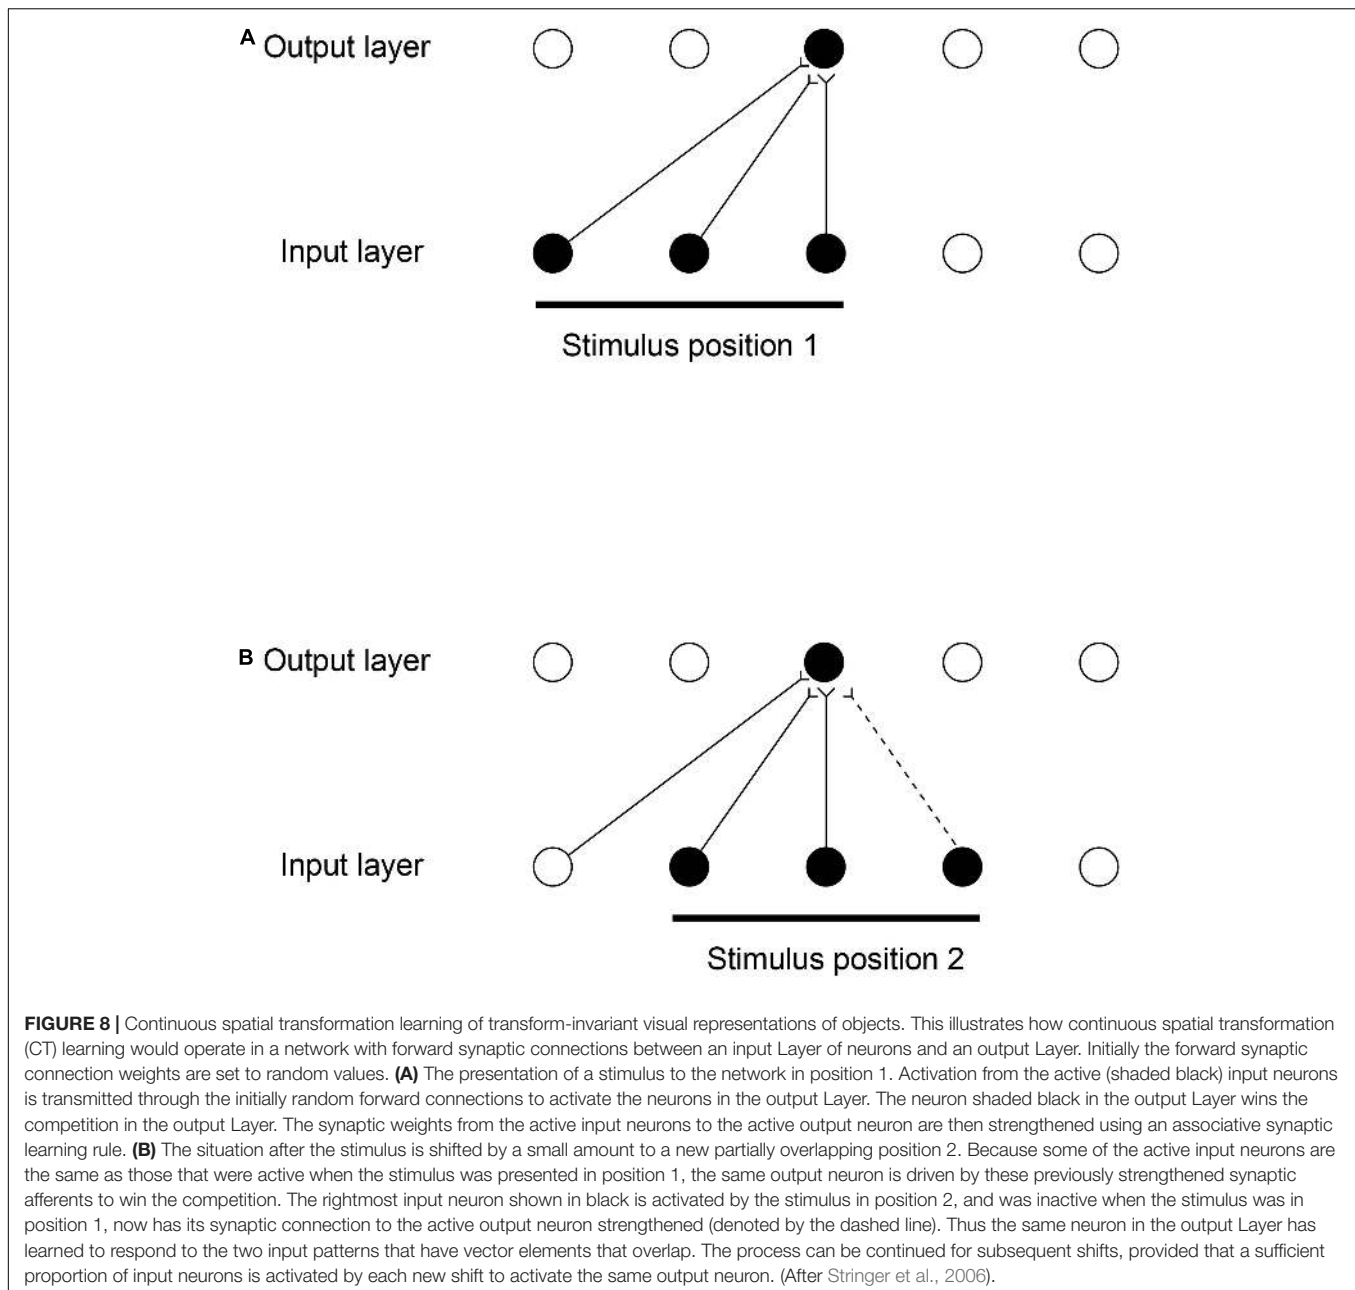 A Output layer
Input layer
Stimulus position 1
B Output layer
Input layer
Stimulus position 2
FIGURE 8 | Continuous spatial transformation learning of transform-invariant visual representations of objects. This illustrates how continuous spatial transformation
(CT) learning would operate in a network with forward synaptic connections between an input Layer of neurons and an output Layer. Initially the forward synaptic
connection weights are set to random values. (A) The presentation of a stimulus to the network in position 1. Activation from the active (shaded black) input neurons
is transmitted through the initially random forward connections to activate the neurons in the output Layer. The neuron shaded black in the output Layer wins the
competition in the output Layer. The synaptic weights from the active input neurons to the active output neuron are then strengthened using an associative synaptic
learning rule. (B) The situation after the stimulus is shifted by a small amount to a new partially overlapping position 2. Because some of the active input neurons are
the same as those that were active when the stimulus was presented in position 1, the same output neuron is driven by these previously strengthened synaptic
afferents to win the competition. The rightmost input neuron shown in black is activated by the stimulus in position 2, and was inactive when the stimulus was in
position 1, now has its synaptic connection to the active output neuron strengthened (denoted by the dashed line). Thus the same neuron in the output Layer has
learned to respond to the two input patterns that have vector elements that overlap. The process can be continued for subsequent shifts, provided that a sufficient
proportion of input neurons is activated by each new shift to activate the same output neuron. (After Stringer et al., 2006).